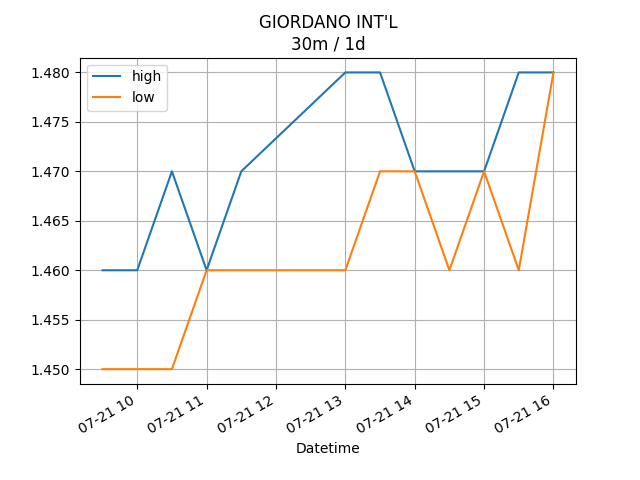 GIORDANO INT'L
30m / 1d
high
low
1.480
1.475
1.470
1.465
1.460
1.455
1.450
07-21 10
07-21 11
07-21 12
07-21 13
07-21 14
07-21 15
07-21 16
Datetime